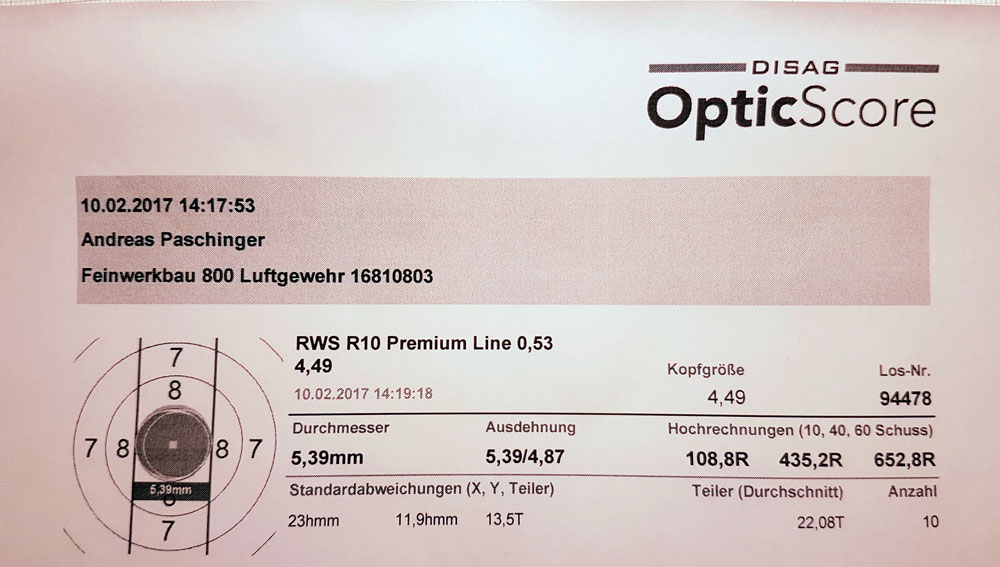 DISAG
OpticScore
10.02.2017 14:17:53
Andreas Paschinger
Feinwerkbau 800 Luftgewehr 16810803
RWS R10 Premium Line 0,53
4,49
10.02.2017 14:19:18
Kopfgröße Los-Nr.
4,49 94478
Durchmesser Ausdehnung Hochrechnungen (10, 40, 60 Schuss)
5,39mm 5,39/4,87 108,8R 435,2R 652,8R
Standardabweichungen (X, Y, Teiler) Teiler (Durchschnitt) Anzahl
23hmm 11,9hmm 13,5T 22,08T 10
7
8
7 8 8 7
5,39mm
8
7